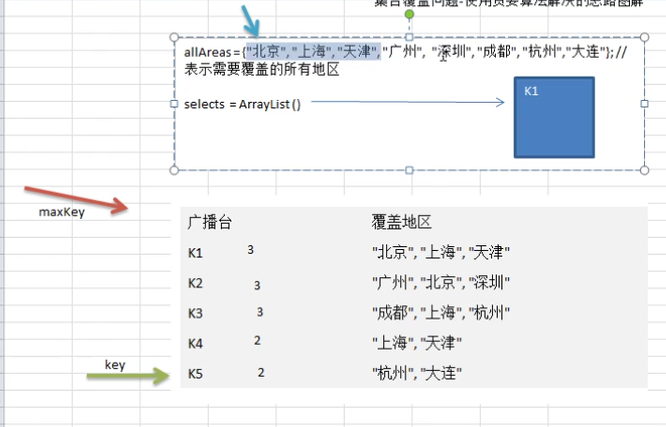 集合覆盖问题-使用贪婪算法解决的思路图解
allAreas={"北京","上海","天津","广州", "深圳","成都","杭州","大连"};//
表示需要覆盖的所有地区
selects = ArrayList()
K1
maxKey
广播台 覆盖地区
K1 3 "北京","上海","天津"
K2 3 "广州","北京","深圳"
K3 3 "成都","上海","杭州"
K4 2 "上海","天津"
key
K5 2 "杭州","大连"